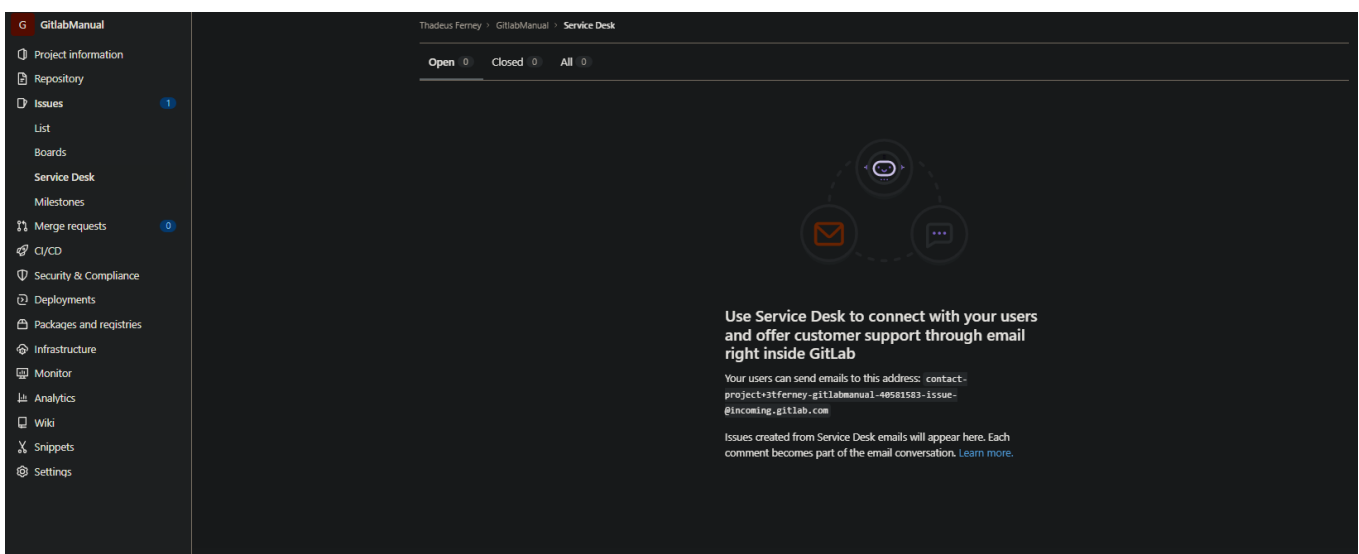 G GitlabManual
Project information
Repository
Issues 1
List
Boards
Service Desk
Milestones
Merge requests 0
CI/CD
Security & Compliance
Deployments
Packages and registries
Infrastructure
Monitor
Analytics
Wiki
Snippets
Settings
Thadeus Ferney > GitlabManual > Service Desk
Open 0 Closed 0 All 0
Use Service Desk to connect with your users
and offer customer support through email
right inside GitLab
Your users can send emails to this address: contact-
project+3tferney-gitlabmanual-40581583-issue-
@incoming.gitlab.com
Issues created from Service Desk emails will appear here. Each
comment becomes part of the email conversation. Learn more.